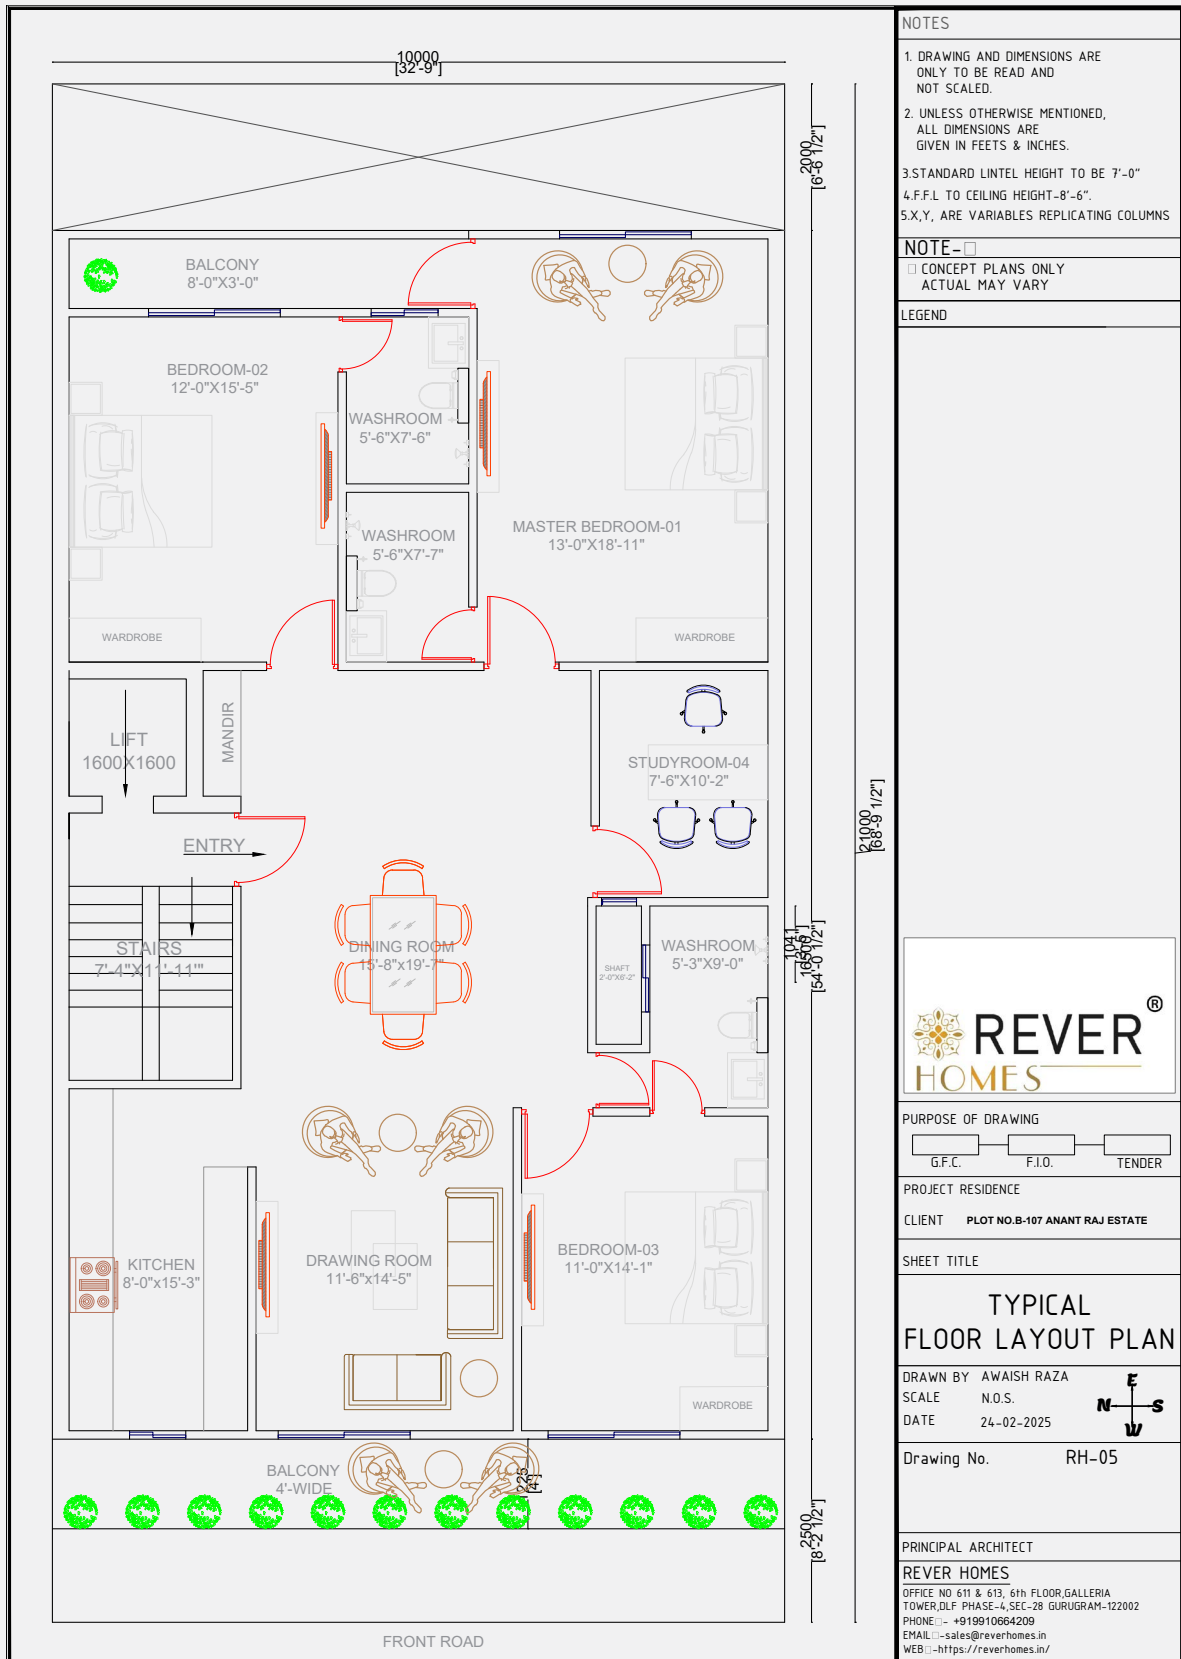 10000
[32'-9"]
2000
[6'-6 1/2"]
BALCONY
8'-0"X3'-0"
BEDROOM-02
12'-0"X15'-5"
WASHROOM
5'-6"X7'-6"
WASHROOM
5'-6"X7'-7"
MASTER BEDROOM-01
13'-0"X18'-11"
WARDROBE
WARDROBE
LIFT
1600X1600
MANDIR
STUDYROOM-04
7'-6"X10'-2"
ENTRY
21000
[68'-9 1/2"]
STAIRS
7'-4"X11'-11'"
DINING ROOM
15'-8"x19'-7"
SHAFT
2'-0"X6'-2"
WASHROOM
5'-3"X9'-0"
1041
[3'-5"]
16500
[54'-0 1/2"]
KITCHEN
8'-0"x15'-3"
DRAWING ROOM
11'-6"x14'-5"
BEDROOM-03
11'-0"X14'-1"
WARDROBE
BALCONY
4'-WIDE
1225
[4']
2500
[8'-2 1/2"]
FRONT ROAD
NOTES
1. DRAWING AND DIMENSIONS ARE
ONLY TO BE READ AND
NOT SCALED.
2. UNLESS OTHERWISE MENTIONED,
ALL DIMENSIONS ARE
GIVEN IN FEETS & INCHES.
3.STANDARD LINTEL HEIGHT TO BE 7'-0"
4.F.F.L TO CEILING HEIGHT-8'-6".
5.X,Y, ARE VARIABLES REPLICATING COLUMNS
NOTE-□
□ CONCEPT PLANS ONLY
ACTUAL MAY VARY
LEGEND
REVER®
HOMES
PURPOSE OF DRAWING
G.F.C. F.I.O. TENDER
PROJECT RESIDENCE
CLIENT PLOT NO.B-107 ANANT RAJ ESTATE
SHEET TITLE
TYPICAL
FLOOR LAYOUT PLAN
DRAWN BY AWAISH RAZA
SCALE N.O.S.
DATE 24-02-2025
E
N S
W
Drawing No. RH-05
PRINCIPAL ARCHITECT
REVER HOMES
OFFICE NO 611 & 613, 6th FLOOR,GALLERIA
TOWER,DLF PHASE-4,SEC-28 GURUGRAM-122002
PHONE□- +919910664209
EMAIL□-sales@reverhomes.in
WEB□-https://reverhomes.in/